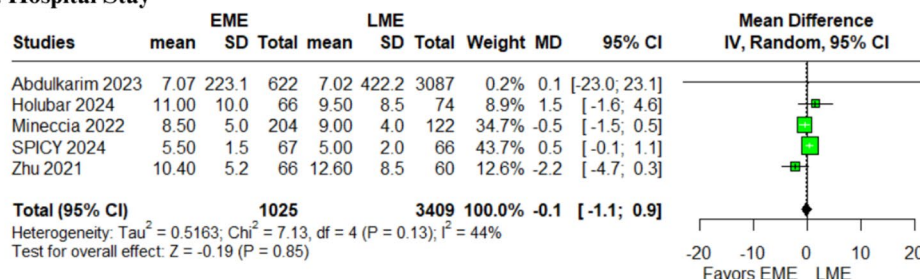 Hospital Stay
EME LME Mean Difference
Studies mean SD Total mean SD Total Weight MD 95% CI IV, Random, 95% CI
Abdulkarim 2023 7.07 223.1 622 7.02 422.2 3087 0.2% 0.1 [-23.0; 23.1]
Holubar 2024 11.00 10.0 66 9.50 8.5 74 8.9% 1.5 [-1.6; 4.6]
Mineccia 2022 8.50 5.0 204 9.00 4.0 122 34.7% -0.5 [-1.5; 0.5]
SPICY 2024 5.50 1.5 67 5.00 2.0 66 43.7% 0.5 [-0.1; 1.1]
Zhu 2021 10.40 5.2 66 12.60 8.5 60 12.6% -2.2 [-4.7; 0.3]
Total (95% CI) 1025 3409 100.0% -0.1 [-1.1; 0.9]
Heterogeneity: Tau² = 0.5163; Chi² = 7.13, df = 4 (P = 0.13); I² = 44%
Test for overall effect: Z = -0.19 (P = 0.85)
-20 -10 0 10 20
Favors EME LME